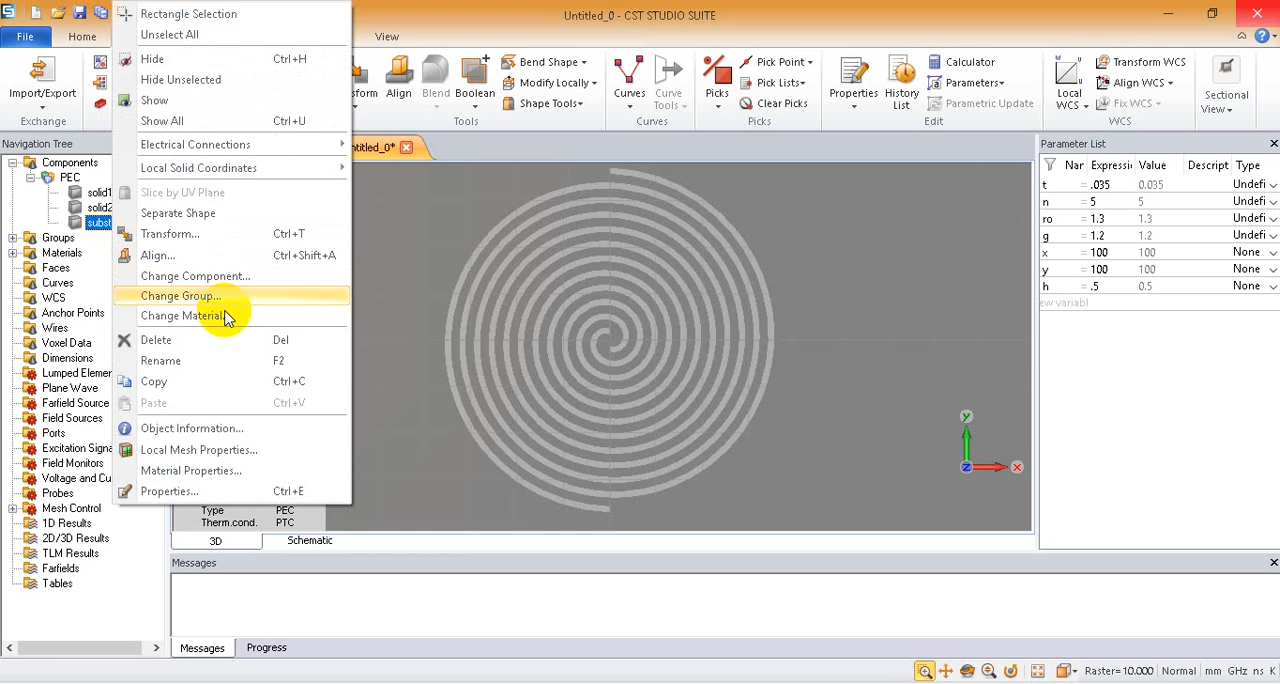 Untitled_0 - CST STUDIO SUITE
File
Home
View
Import/Export
Exchange
Align
Blend
Boolean
Bend Shape
Modify Locally
Shape Tools
Tools
Curves
Curve
Tools
Curves
Picks
Pick Point
Pick Lists
Clear Picks
Picks
Properties
History
List
Calculator
Parameters
Parametric Update
Edit
Local
WCS
Transform WCS
Align WCS
Fix WCS
WCS
Sectional
View
Rectangle Selection
Unselect All
Hide Ctrl+H
Hide Unselected
Show
Show All Ctrl+U
Electrical Connections
Local Solid Coordinates
Slice by UV Plane
Separate Shape
Transform... Ctrl+T
Align... Ctrl+Shift+A
Change Component...
Change Group...
Change Material
Delete Del
Rename F2
Copy Ctrl+C
Paste Ctrl+V
Object Information...
Local Mesh Properties...
Material Properties...
Properties... Ctrl+E
Navigation Tree
Components
PEC
solid1
solid2
subst
Groups
Materials
Faces
Curves
WCS
Anchor Points
Wires
Voxel Data
Dimensions
Lumped Elemen
Plane Wave
Farfield Source
Field Sources
Ports
Excitation Signa
Field Monitors
Voltage and Cu
Probes
Mesh Control
1D Results
2D/3D Results
TLM Results
Farfields
Tables
ntitled_0*
y
x
z
Type PEC
Therm.cond. PTC
3D
Schematic
Parameter List
Nar Expressi Value Descript Type
t = .035 0.035 Undefi
n = 5 5 Undefi
ro = 1.3 1.3 Undefi
g = 1.2 1.2 Undefi
x = 100 100 None
y = 100 100 None
h = .5 0.5 None
ew variabl
Messages
Messages
Progress
Raster=10.000 Normal mm GHz ns K